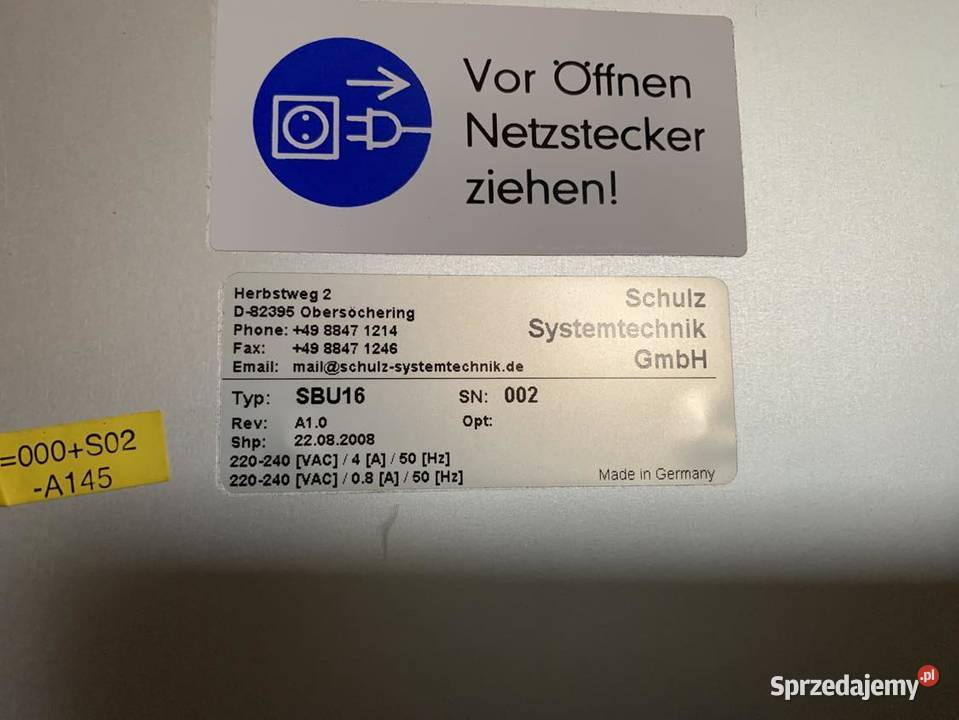 Vor Öffnen
Netzstecker
ziehen!
Herbstweg 2
D-82395 Obersöchering
Phone: +49 8847 1214
Fax: +49 8847 1246
Email: mail@schulz-systemtechnik.de
Schulz
Systemtechnik
GmbH
Typ: SBU16 SN: 002
Rev: A1.0 Opt:
Shp: 22.08.2008
220-240 [VAC] / 4 [A] / 50 [Hz]
220-240 [VAC] / 0.8 [A] / 50 [Hz]
Made in Germany
=000+S02
-A145
Sprzedajemy.pl